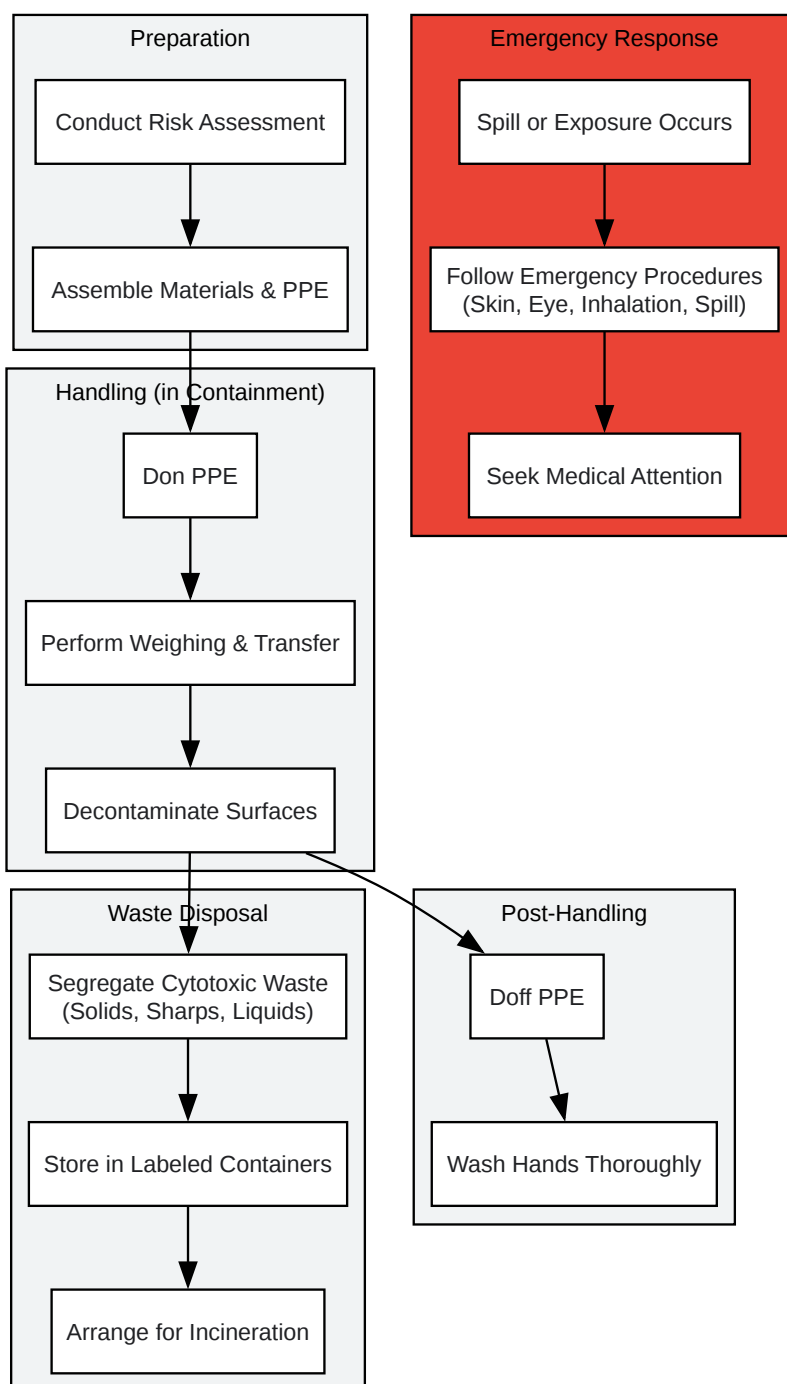 Preparation
Conduct Risk Assessment
Assemble Materials & PPE
Handling (in Containment)
Don PPE
Perform Weighing & Transfer
Decontaminate Surfaces
Waste Disposal
Segregate Cytotoxic Waste
(Solids, Sharps, Liquids)
Store in Labeled Containers
Arrange for Incineration
Post-Handling
Doff PPE
Wash Hands Thoroughly
Emergency Response
Spill or Exposure Occurs
Follow Emergency Procedures
(Skin, Eye, Inhalation, Spill)
Seek Medical Attention